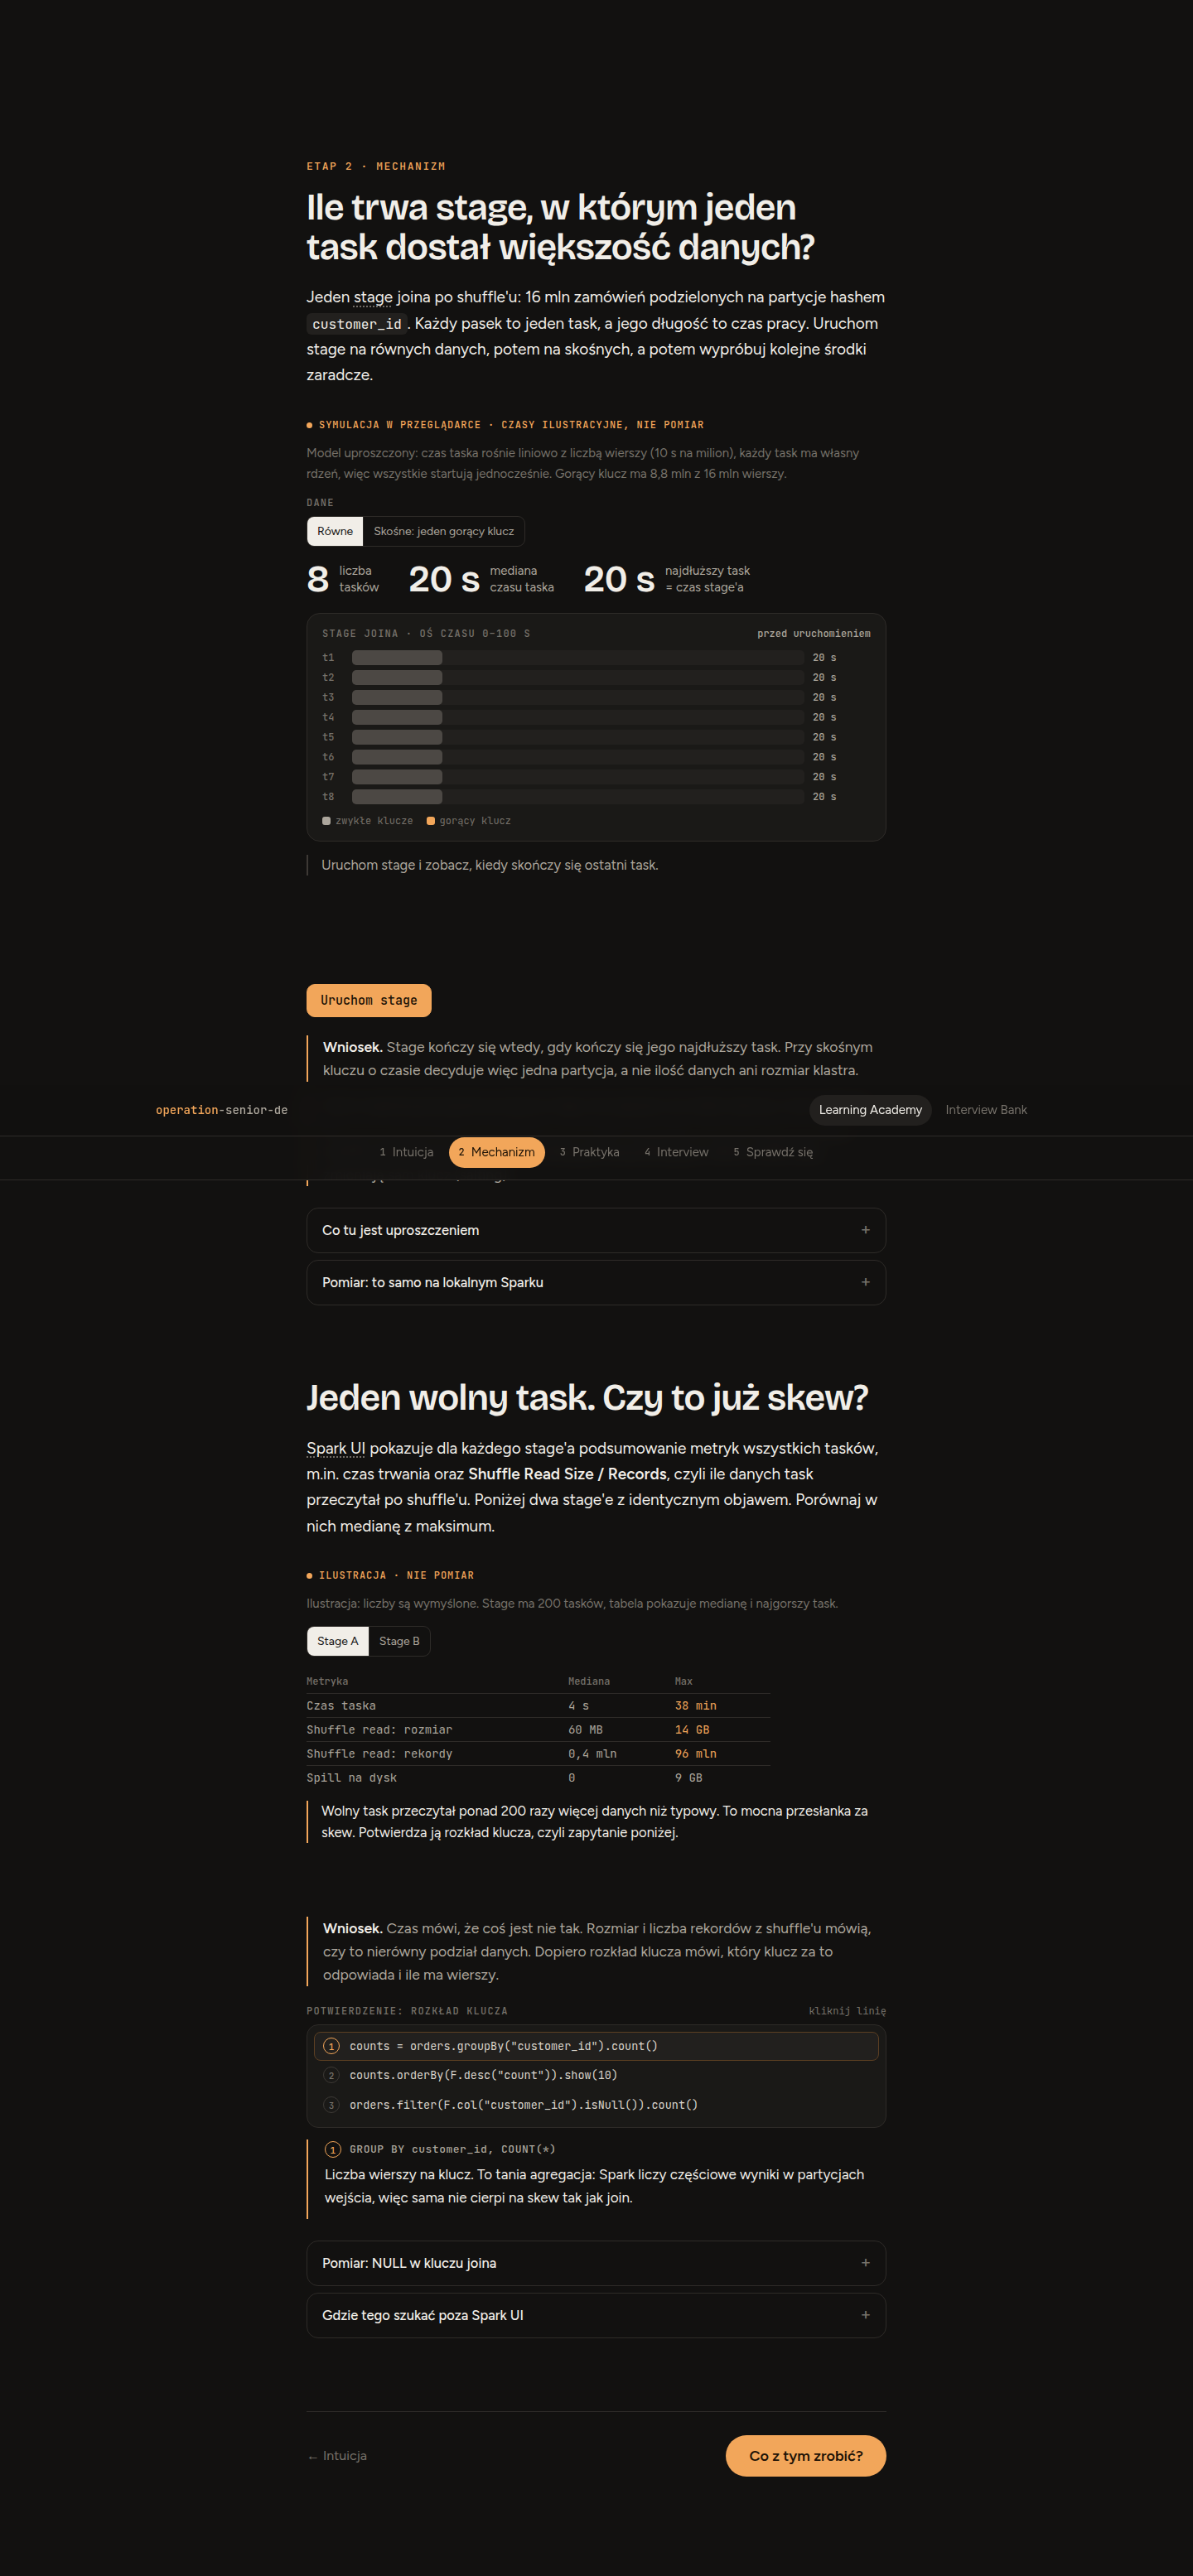 ETAP 2 · MECHANIZM
Ile trwa stage, w którym jeden
task dostał większość danych?
Jeden stage joina po shuffle'u: 16 mln zamówień podzielonych na partycje hashem
customer_id. Każdy pasek to jeden task, a jego długość to czas pracy. Uruchom
stage na równych danych, potem na skośnych, a potem wypróbuj kolejne środki
zaradcze.
SYMULACJA W PRZEGLĄDARCE · CZASY ILUSTRACYJNE, NIE POMIAR
Model uproszczony: czas taska rośnie liniowo z liczbą wierszy (10 s na milion), każdy task ma własny
rdzeń, więc wszystkie startują jednocześnie. Gorący klucz ma 8,8 mln z 16 mln wierszy.
DANE
Równe Skośne: jeden gorący klucz
8 liczba tasków 20 s mediana czasu taska 20 s najdłuższy task = czas stage'a
STAGE JOINA · OŚ CZASU 0–100 S przed uruchomieniem
t1 20 s
t2 20 s
t3 20 s
t4 20 s
t5 20 s
t6 20 s
t7 20 s
t8 20 s
zwykłe klucze gorący klucz
Uruchom stage i zobacz, kiedy skończy się ostatni task.
Uruchom stage
Wniosek. Stage kończy się wtedy, gdy kończy się jego najdłuższy task. Przy skośnym
kluczu o czasie decyduje więc jedna partycja, a nie ilość danych ani rozmiar klastra.
operation-senior-de Learning Academy Interview Bank
1 Intuicja 2 Mechanizm 3 Praktyka 4 Interview 5 Sprawdź się
Co tu jest uproszczeniem +
Pomiar: to samo na lokalnym Sparku +
Jeden wolny task. Czy to już skew?
Spark UI pokazuje dla każdego stage'a podsumowanie metryk wszystkich tasków,
m.in. czas trwania oraz Shuffle Read Size / Records, czyli ile danych task
przeczytał po shuffle'u. Poniżej dwa stage'e z identycznym objawem. Porównaj w
nich medianę z maksimum.
ILUSTRACJA · NIE POMIAR
Ilustracja: liczby są wymyślone. Stage ma 200 tasków, tabela pokazuje medianę i najgorszy task.
Stage A Stage B
Metryka Mediana Max
Czas taska 4 s 38 min
Shuffle read: rozmiar 60 MB 14 GB
Shuffle read: rekordy 0,4 mln 96 mln
Spill na dysk 0 9 GB
Wolny task przeczytał ponad 200 razy więcej danych niż typowy. To mocna przesłanka za
skew. Potwierdza ją rozkład klucza, czyli zapytanie poniżej.
Wniosek. Czas mówi, że coś jest nie tak. Rozmiar i liczba rekordów z shuffle'u mówią,
czy to nierówny podział danych. Dopiero rozkład klucza mówi, który klucz za to
odpowiada i ile ma wierszy.
POTWIERDZENIE: ROZKŁAD KLUCZA kliknij linię
1 counts = orders.groupBy("customer_id").count()
2 counts.orderBy(F.desc("count")).show(10)
3 orders.filter(F.col("customer_id").isNull()).count()
1 GROUP BY customer_id, COUNT(*)
Liczba wierszy na klucz. To tania agregacja: Spark liczy częściowe wyniki w partycjach
wejścia, więc sama nie cierpi na skew tak jak join.
Pomiar: NULL w kluczu joina +
Gdzie tego szukać poza Spark UI +
← Intuicja Co z tym zrobić?